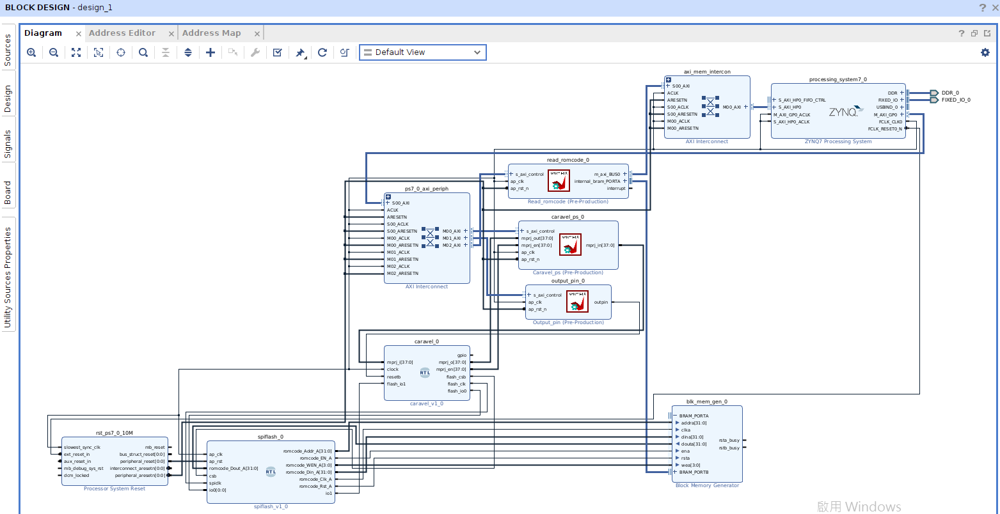 BLOCK DESIGN - design_1
Diagram
Address Editor
Address Map
Default View
Sources
Design
Signals
Board
Utility Sources Properties
axi_mem_intercon
S00_AXI
ACLK
ARESETN
S00_ACLK
S00_ARESETN
M00_ACLK
M00_ARESETN
M00_AXI
AXI Interconnect
processing_system7_0
S_AXI_HP0_FIFO_CTRL
S_AXI_HP0
M_AXI_GP0_ACLK
S_AXI_HP0_ACLK
ZYNQ
DDR
FIXED_IO
USBIND_0
M_AXI_GP0
FCLK_CLK0
FCLK_RESET0_N
ZYNQ7 Processing System
DDR_0
FIXED_IO_0
read_romcode_0
s_axi_control
ap_clk
ap_rst_n
m_axi_BUS0
internal_bram_PORTA
interrupt
Read_romcode (Pre-Production)
ps7_0_axi_periph
S00_AXI
ACLK
ARESETN
S00_ACLK
S00_ARESETN
M00_ACLK
M00_ARESETN
M01_ACLK
M01_ARESETN
M02_ACLK
M02_ARESETN
M00_AXI
M01_AXI
M02_AXI
AXI Interconnect
caravel_ps_0
s_axi_control
mprj_out[37:0]
mprj_en[37:0]
ap_clk
ap_rst_n
mprj_in[37:0]
Caravel_ps (Pre-Production)
output_pin_0
s_axi_control
ap_clk
ap_rst_n
outpin
Output_pin (Pre-Production)
caravel_0
mprj_i[37:0]
clock
resetb
flash_io1
RTL
gpio
mprj_o[37:0]
mprj_en[37:0]
flash_csb
flash_clk
flash_io0
caravel_v1_0
rst_ps7_0_10M
slowest_sync_clk
ext_reset_in
aux_reset_in
mb_debug_sys_rst
dcm_locked
mb_reset
bus_struct_reset[0:0]
peripheral_reset[0:0]
interconnect_aresetn[0:0]
peripheral_aresetn[0:0]
Processor System Reset
spiflash_0
ap_clk
ap_rst
romcode_Dout_A[31:0]
csb
spiclk
io0[0:0]
RTL
romcode_Addr_A[31:0]
romcode_EN_A
romcode_WEN_A[3:0]
romcode_Din_A[31:0]
romcode_Clk_A
romcode_Rst_A
io1
spiflash_v1_0
blk_mem_gen_0
BRAM_PORTA
addra[31:0]
clka
dina[31:0]
douta[31:0]
ena
rsta
wea[3:0]
BRAM_PORTB
rsta_busy
rstb_busy
Block Memory Generator
啟用 Windows